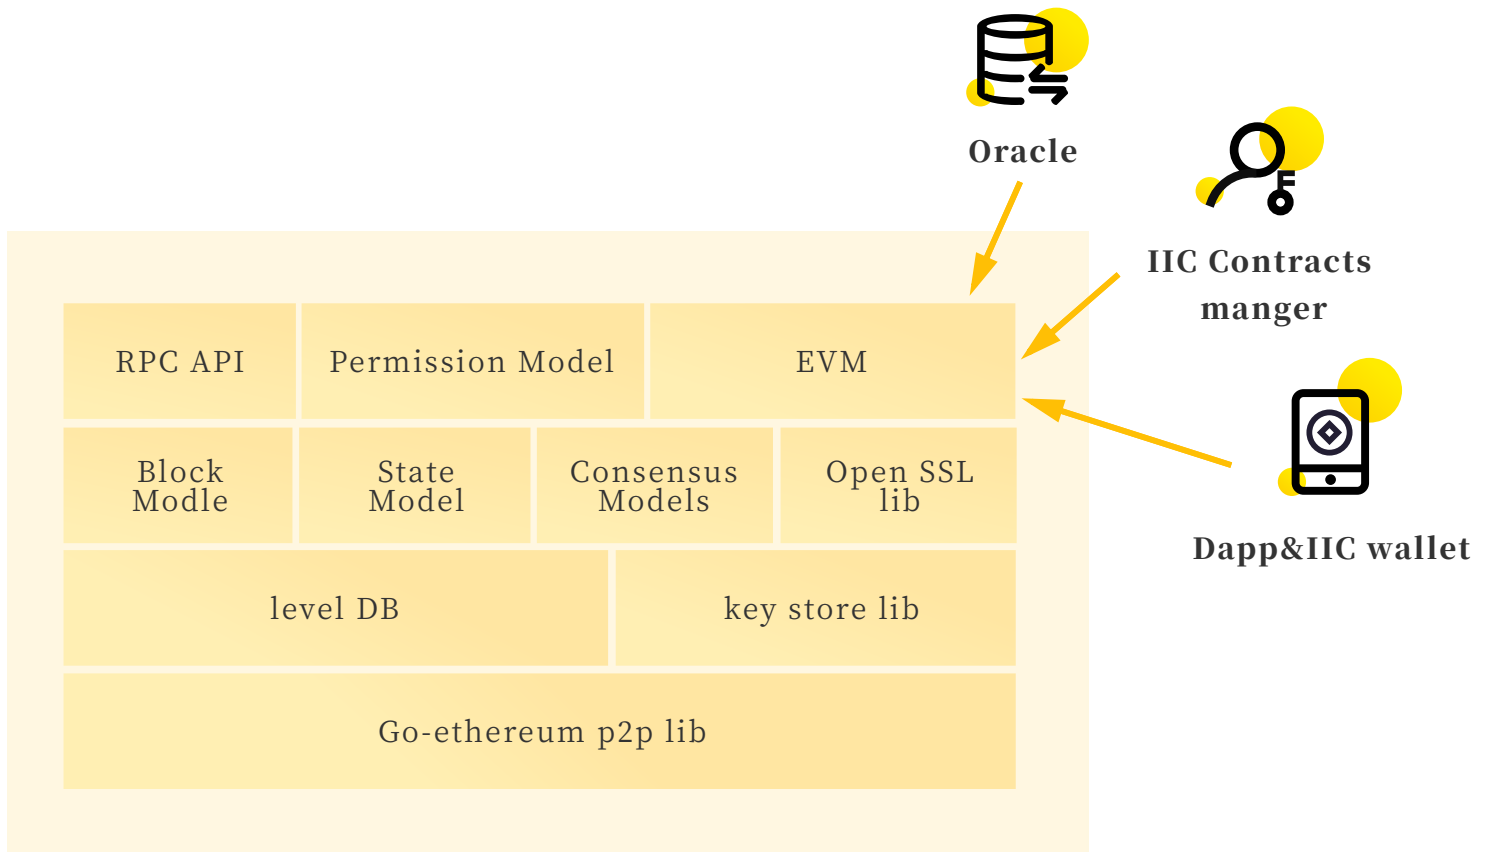 Oracle
IIC Contracts
manger
RPC API
Permission Model
EVM
Block
Modle
State
Model
Consensus
Models
Open SSL
lib
Dapp&IIC wallet
level DB
key store lib
Go-ethereum p2p lib